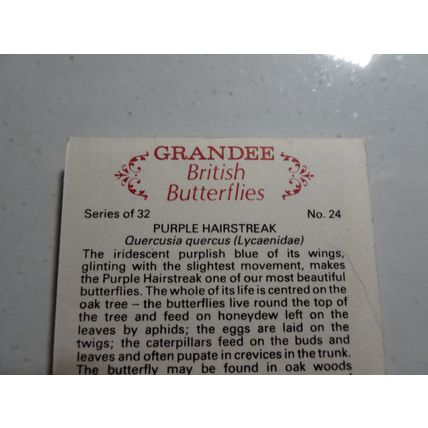 GRANDEE
British
Butterflies
Series of 32 No. 24
PURPLE HAIRSTREAK
Quercusia quercus (Lycaenidae)
The iridescent purplish blue of its wings,
glinting with the slightest movement, makes
the Purple Hairstreak one of our most beautiful
butterflies. The whole of its life is centred on the
oak tree – the butterflies live round the top of
the tree and feed on honeydew left on the
leaves by aphids; the eggs are laid on the
twigs; the caterpillars feed on the buds and
leaves and often pupate in crevices in the trunk.
The butterfly may be found in oak woods